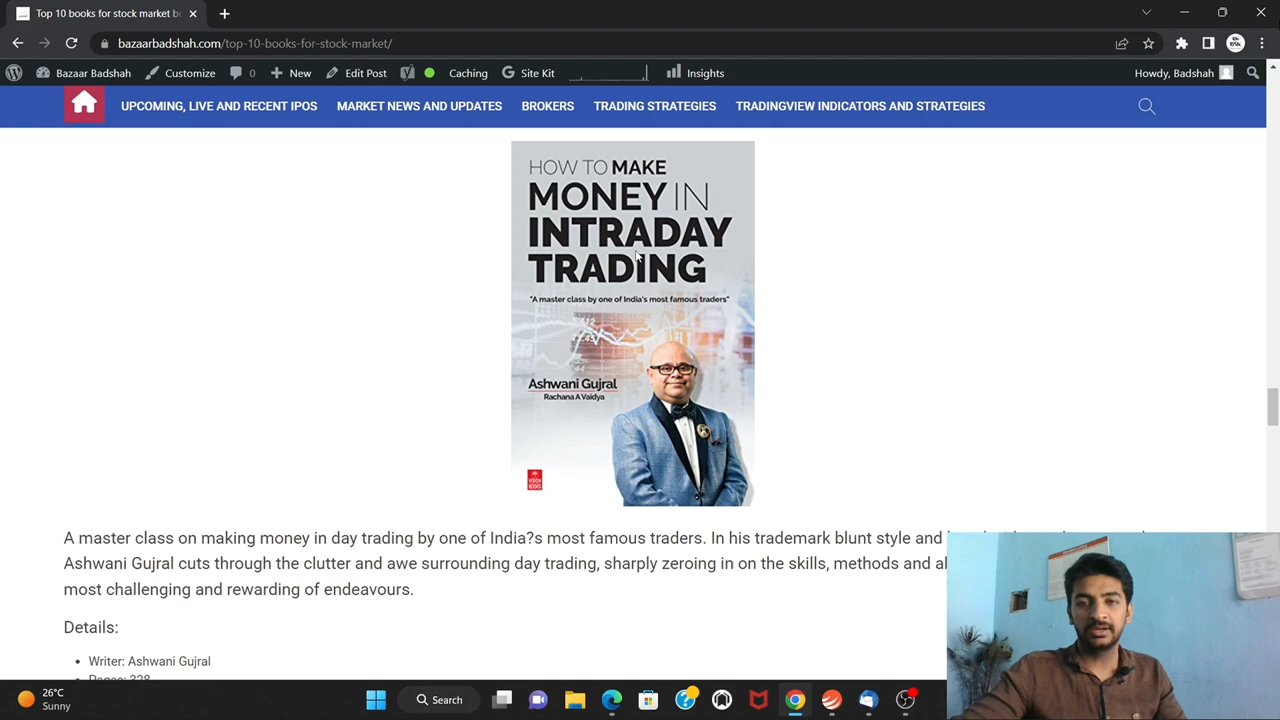 Top 10 books for stock market b
bazaarbadshah.com/top-10-books-for-stock-market/
Bazaar Badshah Customize 0 New Edit Post Caching Site Kit Insights Howdy, Badshah
UPCOMING, LIVE AND RECENT IPOS MARKET NEWS AND UPDATES BROKERS TRADING STRATEGIES TRADINGVIEW INDICATORS AND STRATEGIES
HOW TO MAKE
MONEY IN
INTRADAY
TRADING
"A master class by one of India's most famous traders"
Ashwani Gujral
Rachana A Vaidya
VISION
BOOKS
A master class on making money in day trading by one of India?s most famous traders. In his trademark blunt style and
Ashwani Gujral cuts through the clutter and awe surrounding day trading, sharply zeroing in on the skills, methods and
most challenging and rewarding of endeavours.
Details:
Writer: Ashwani Gujral
Pages: 328
26°C
Sunny
Search